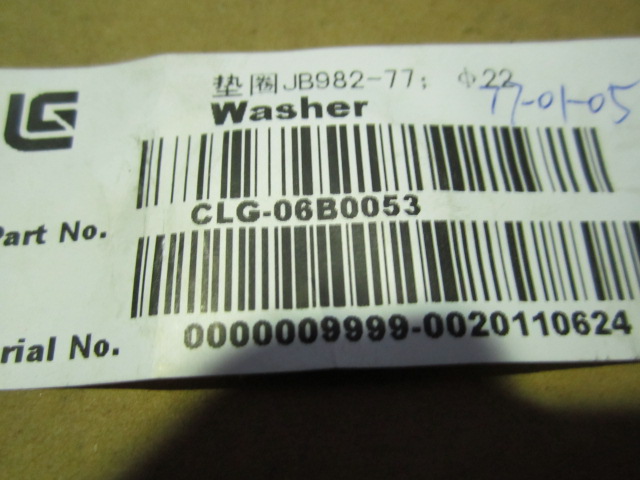 垫圈JB982-77; Φ22
77-01-05
Washer
Part No.
CLG-06B0053
rial No.
0000009999-0020110624